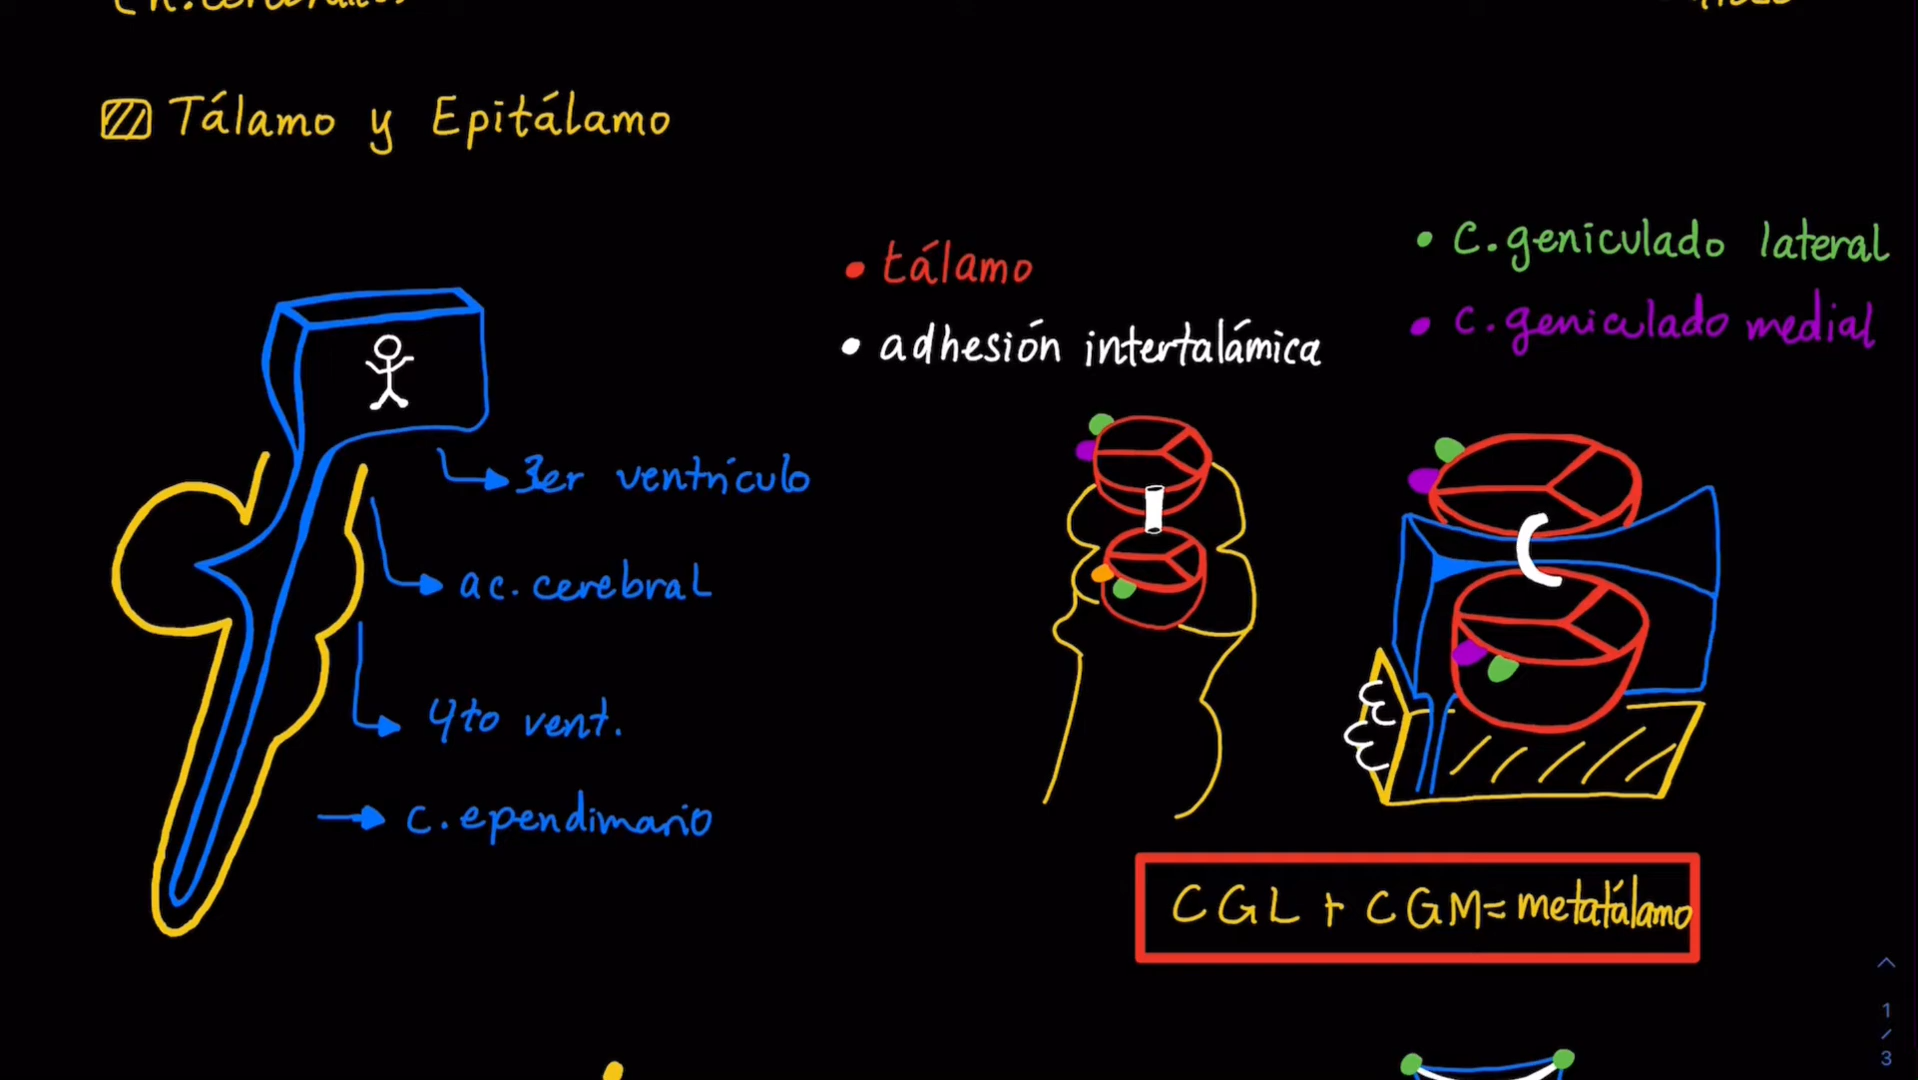 Tálamo y Epitálamo
• tálamo
• adhesión intertalámica
• C. geniculado lateral
• C. geniculado medial
3er ventrículo
ac. cerebral
4to vent.
C. ependimario
CGL + CGM = metatálamo
1
/
3